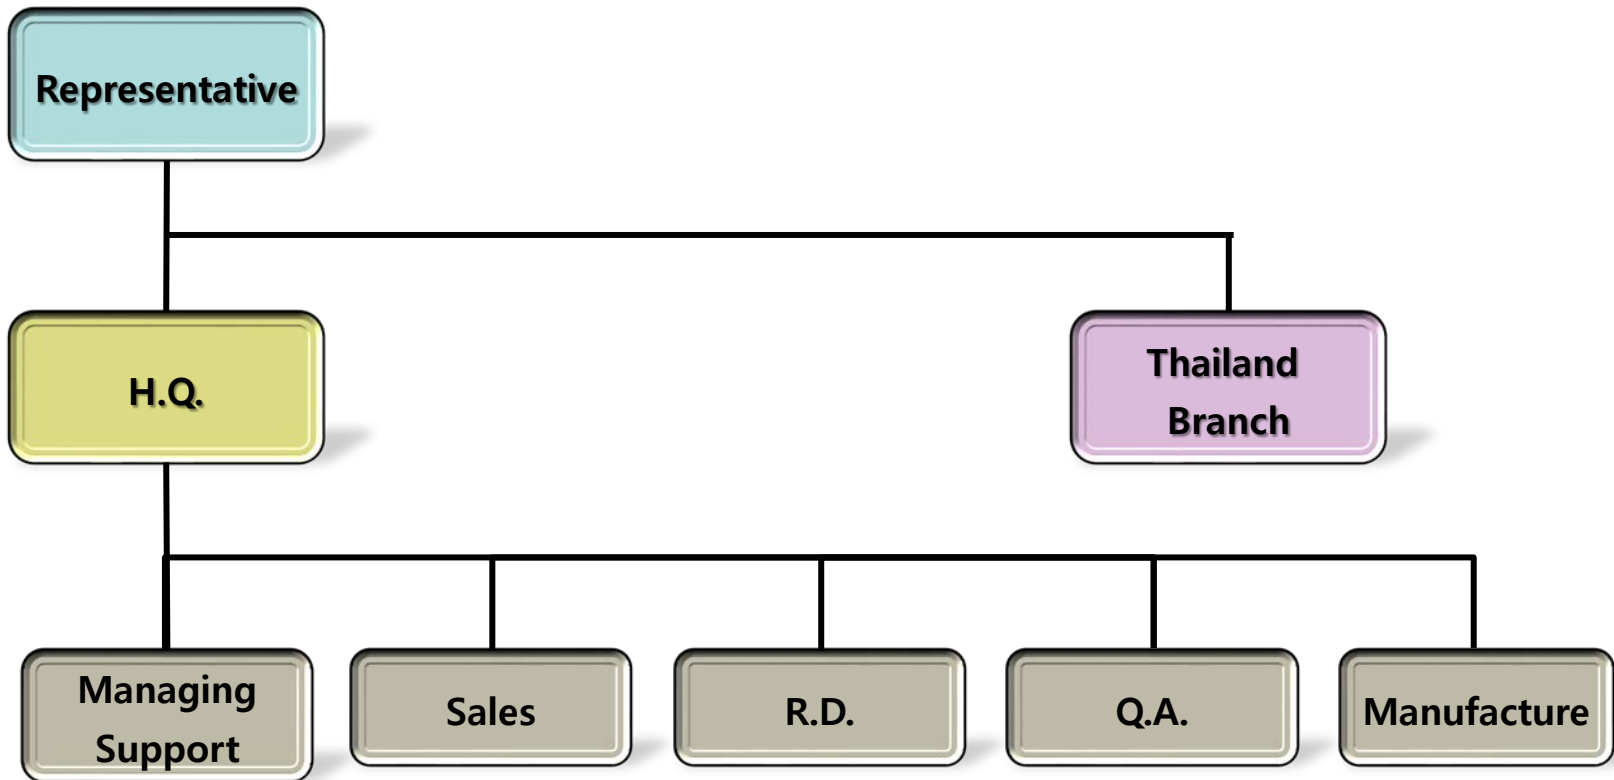 Representative
H.Q.
Thailand
Branch
Managing
Support
Sales
R.D.
Q.A.
Manufacture